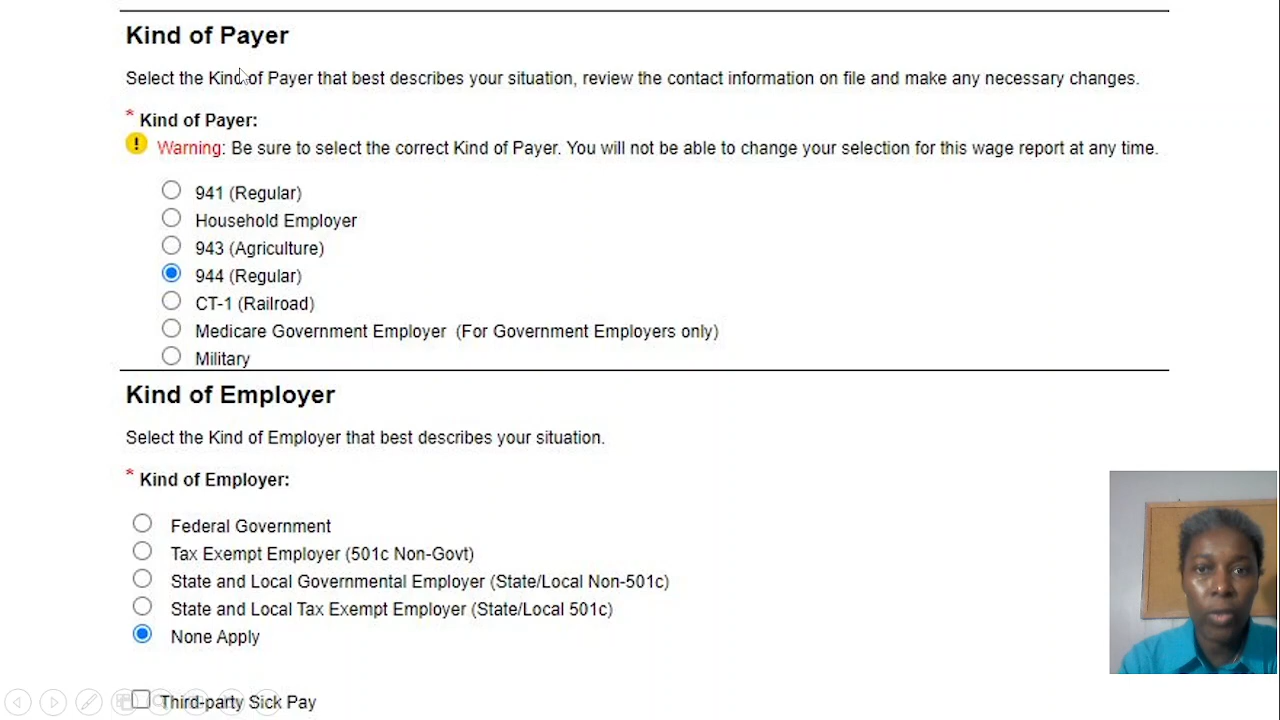 Kind of Payer
Select the Kind of Payer that best describes your situation, review the contact information on file and make any necessary changes.
* Kind of Payer:
! Warning: Be sure to select the correct Kind of Payer. You will not be able to change your selection for this wage report at any time.
941 (Regular)
Household Employer
943 (Agriculture)
944 (Regular)
CT-1 (Railroad)
Medicare Government Employer (For Government Employers only)
Military
Kind of Employer
Select the Kind of Employer that best describes your situation.
* Kind of Employer:
Federal Government
Tax Exempt Employer (501c Non-Govt)
State and Local Governmental Employer (State/Local Non-501c)
State and Local Tax Exempt Employer (State/Local 501c)
None Apply
Third-party Sick Pay